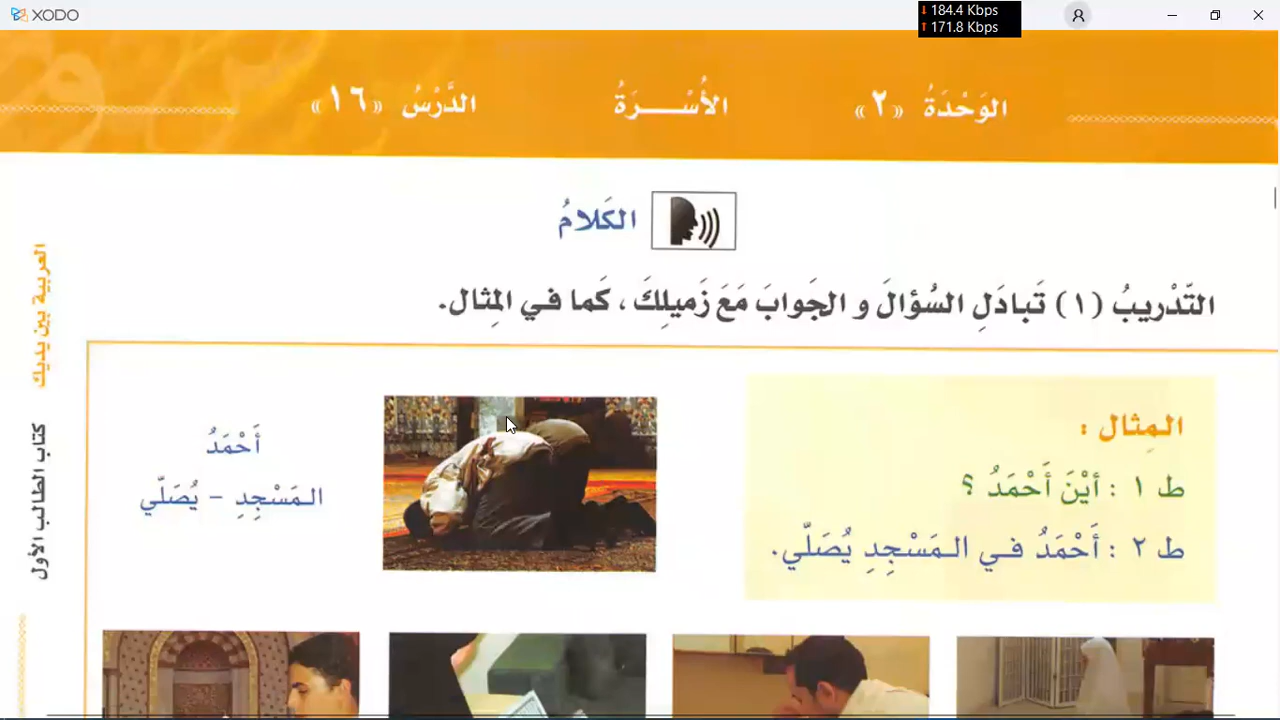 XODO
184.4 Kbps
171.8 Kbps
الوَحْدَةُ «٢» الأُسْـــرَةُ الدَّرْسُ «١٦»
الكَلامُ
التّدْريبُ (١) تَبادَلِ السُؤالَ و الجَوابَ مَعَ زَميلِكَ ، كَما في المِثال.
المِثال :
ط ١ : أَيْنَ أَحْمَدُ ؟
ط ٢ : أَحْمَدُ في المَسْجِدِ يُصَلّي.
أَحْمَدُ
المَسْجِدِ – يُصَلّي
العربية بين يديك
كتاب الطالب الأول